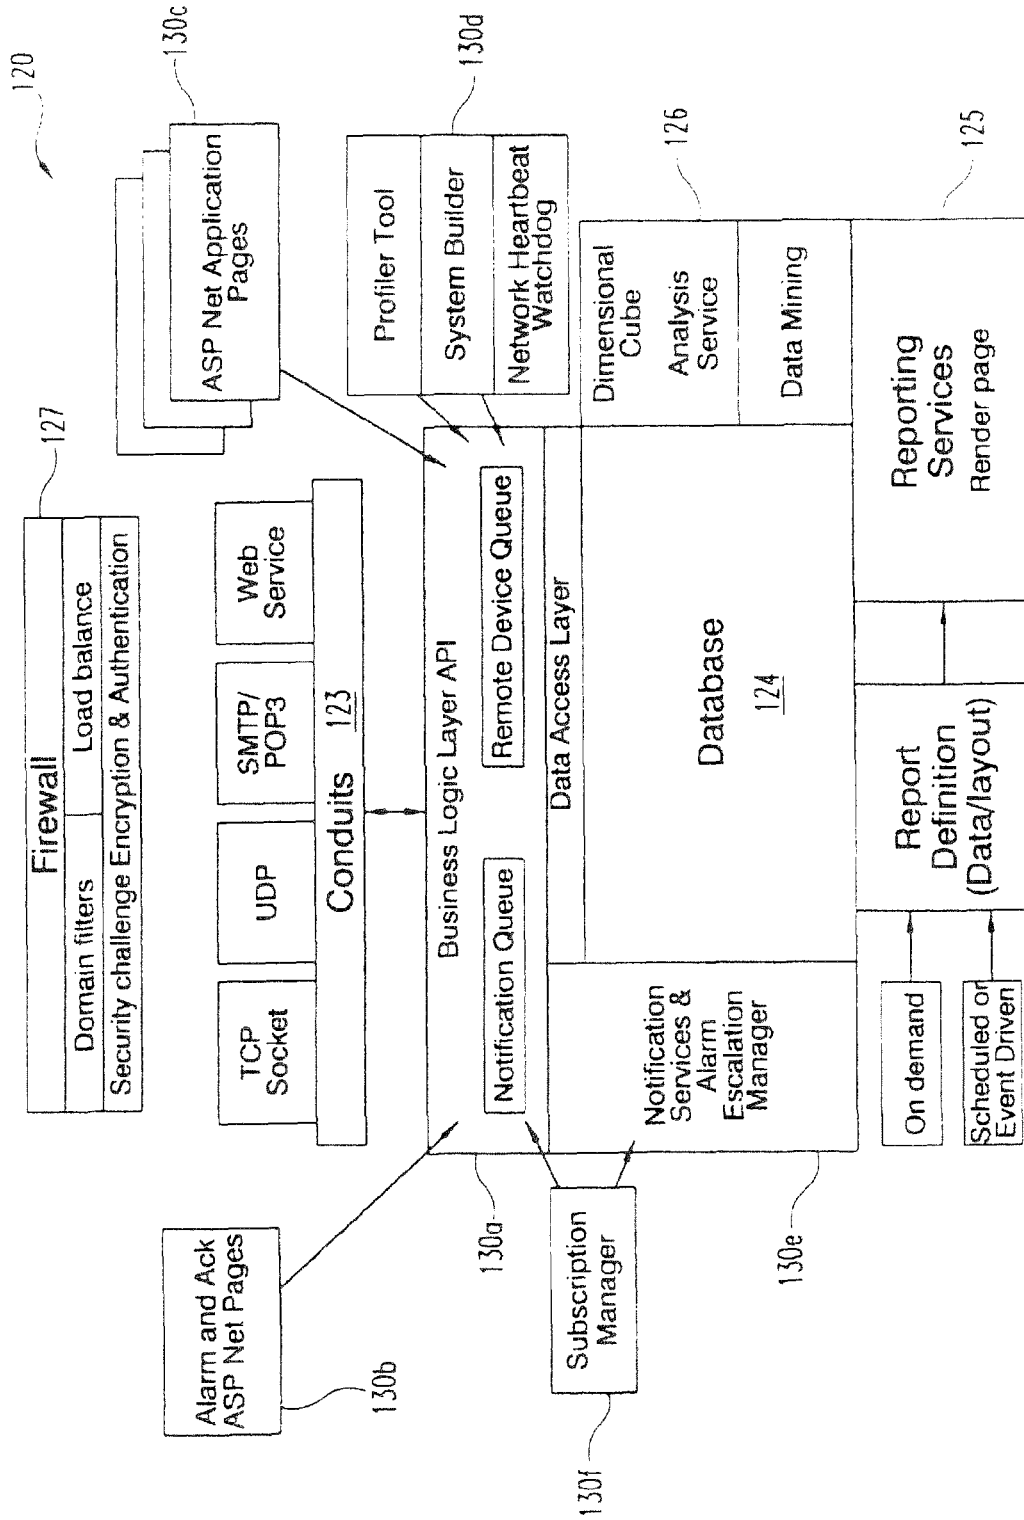 120
127
Firewall
Domain filters
Load balance
Security challenge Encryption & Authentication
130c
ASP Net Application
Pages
Alarm and Ack
ASP Net Pages
130b
TCP
Socket
UDP
SMTP/
POP3
Web
Service
Conduits 123
130d
Profiler Tool
System Builder
Network Heartbeat
Watchdog
Business Logic Layer API
Notification Queue
Remote Device Queue
130a
Data Access Layer
Subscription
Manager
130f
Notification
Services &
Alarm
Escalation
Manager
130e
Database
124
126
Dimensional
Cube
Analysis
Service
Data Mining
125
On demand
Scheduled or
Event Driven
Report
Definition
(Data/layout)
Reporting
Services
Render page